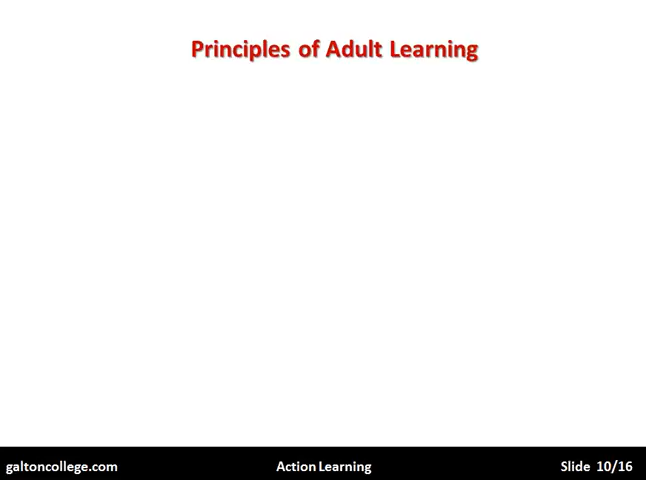 Principles of Adult Learning
galtoncollege.com Action Learning Slide 10/16